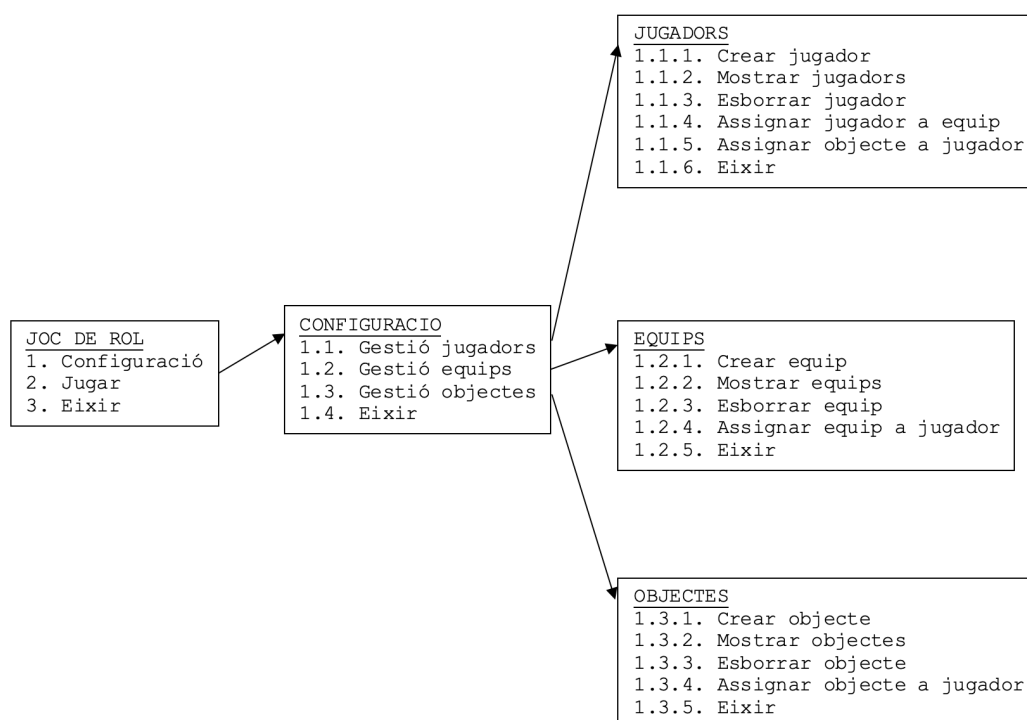 JOC DE ROL
1. Configuració
2. Jugar
3. Eixir
CONFIGURACIO
1.1. Gestió jugadors
1.2. Gestió equips
1.3. Gestió objectes
1.4. Eixir
JUGADORS
1.1.1. Crear jugador
1.1.2. Mostrar jugadors
1.1.3. Esborrar jugador
1.1.4. Assignar jugador a equip
1.1.5. Assignar objecte a jugador
1.1.6. Eixir
EQUIPS
1.2.1. Crear equip
1.2.2. Mostrar equips
1.2.3. Esborrar equip
1.2.4. Assignar equip a jugador
1.2.5. Eixir
OBJECTES
1.3.1. Crear objecte
1.3.2. Mostrar objectes
1.3.3. Esborrar objecte
1.3.4. Assignar objecte a jugador
1.3.5. Eixir